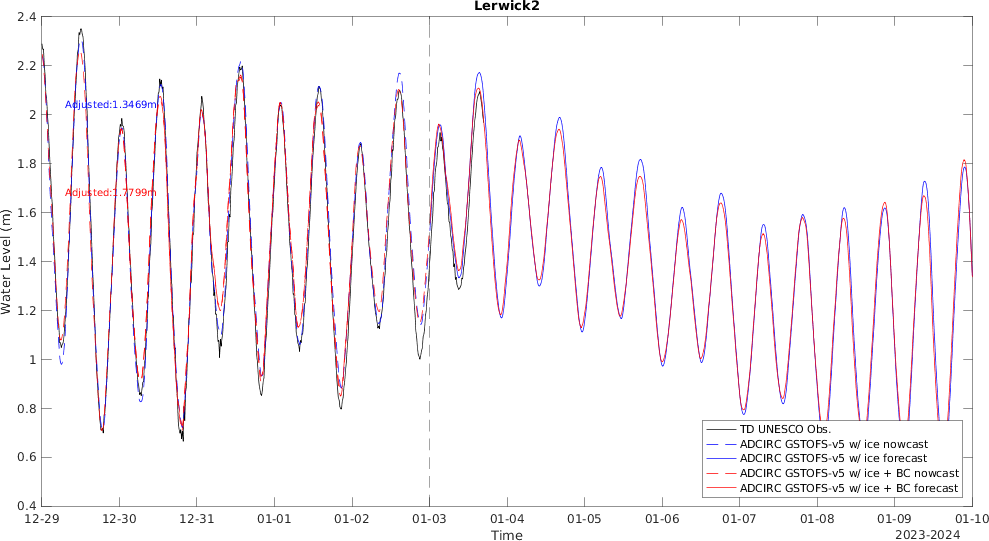 Lerwick2
2.4
2.2
2
1.8
1.6
1.4
1.2
1
0.8
0.6
0.4
Water Level (m)
Adjusted:1.3469m
Adjusted:1.7799m
TD UNESCO Obs.
ADCIRC GSTOFS-v5 w/ ice nowcast
ADCIRC GSTOFS-v5 w/ ice forecast
ADCIRC GSTOFS-v5 w/ ice + BC nowcast
ADCIRC GSTOFS-v5 w/ ice + BC forecast
12-29 12-30 12-31 01-01 01-02 01-03 01-04 01-05 01-06 01-07 01-08 01-09 01-10
Time
2023-2024